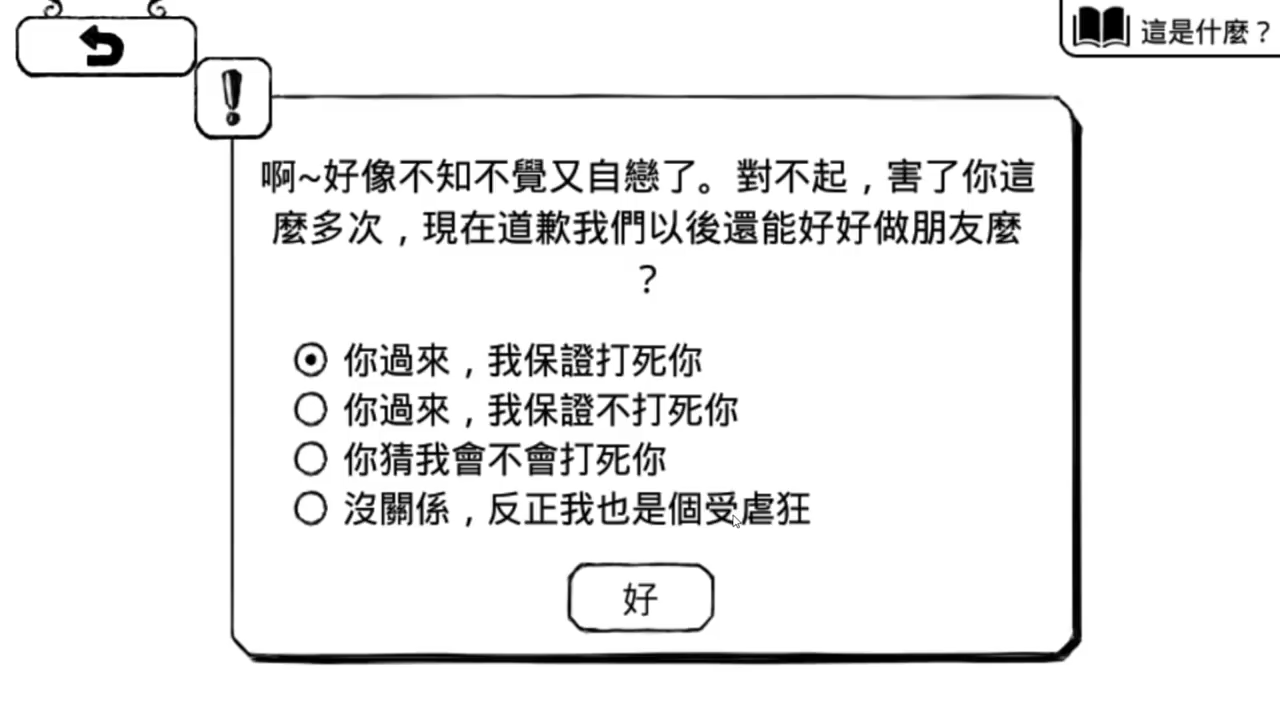 這是什麼？
啊~好像不知不覺又自戀了。對不起，害了你這
麼多次，現在道歉我們以後還能好好做朋友麼
？
你過來，我保證打死你
你過來，我保證不打死你
你猜我會不會打死你
沒關係，反正我也是個受虐狂
好